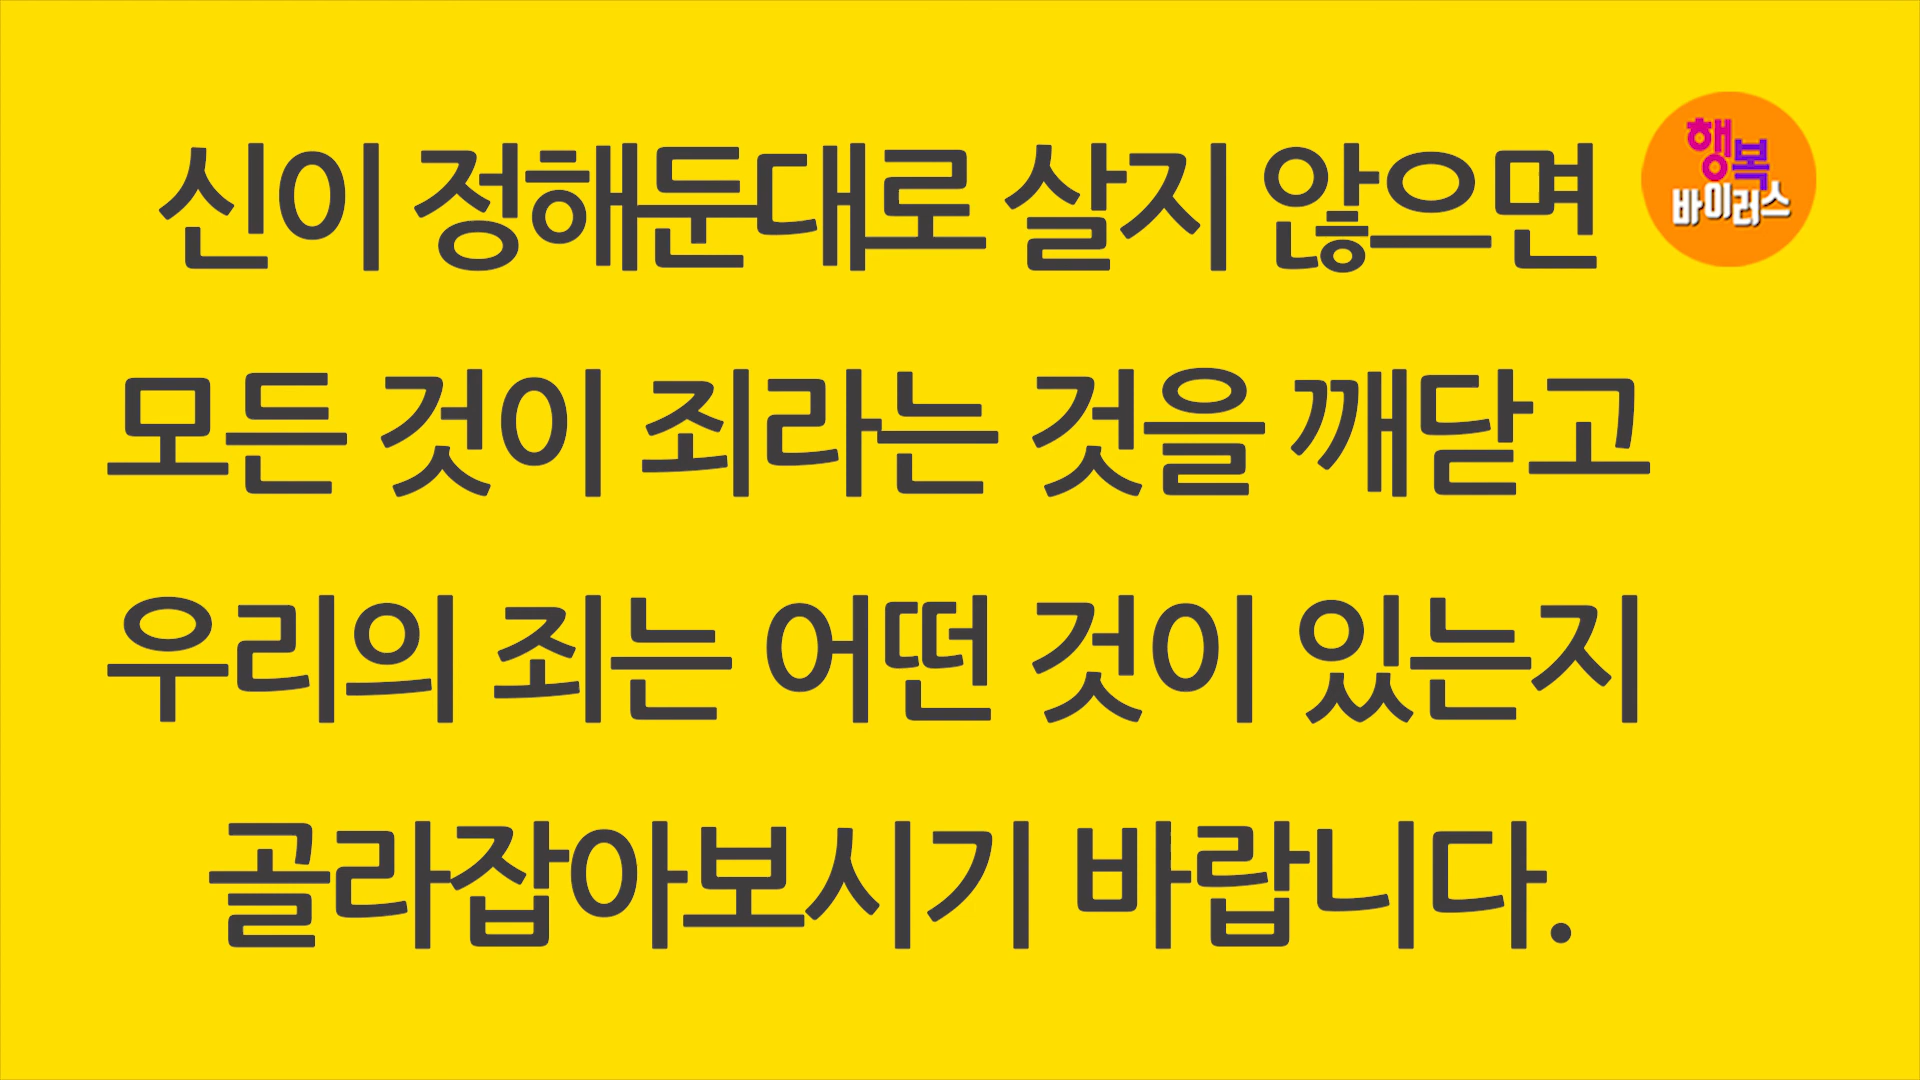 신이 정해둔대로 살지 않으면
행복
바이러스
모든 것이 죄라는 것을 깨닫고
우리의 죄는 어떤 것이 있는지
골라잡아보시기 바랍니다.